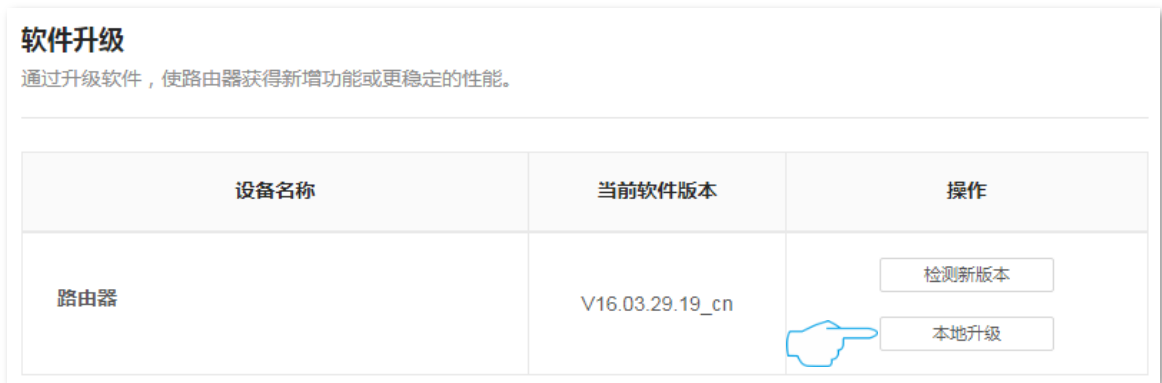 软件升级
通过升级软件，使路由器获得新增功能或更稳定的性能。
设备名称 当前软件版本 操作
检测新版本
路由器 V16.03.29.19_cn
本地升级